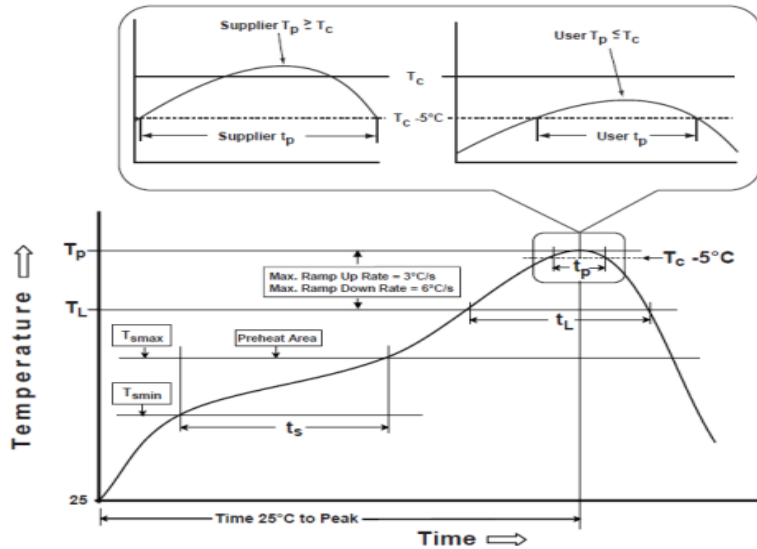 Supplier Tp ≥ Tc
User Tp ≤ Tc
Tc
Tc -5°C
Supplier tp
User tp
Tp
Tc -5°C
Max. Ramp Up Rate = 3°C/s
Max. Ramp Down Rate = 6°C/s
tp
TL
tL
Tsmax
Preheat Area
Tsmin
ts
Temperature
25
Time 25°C to Peak
Time